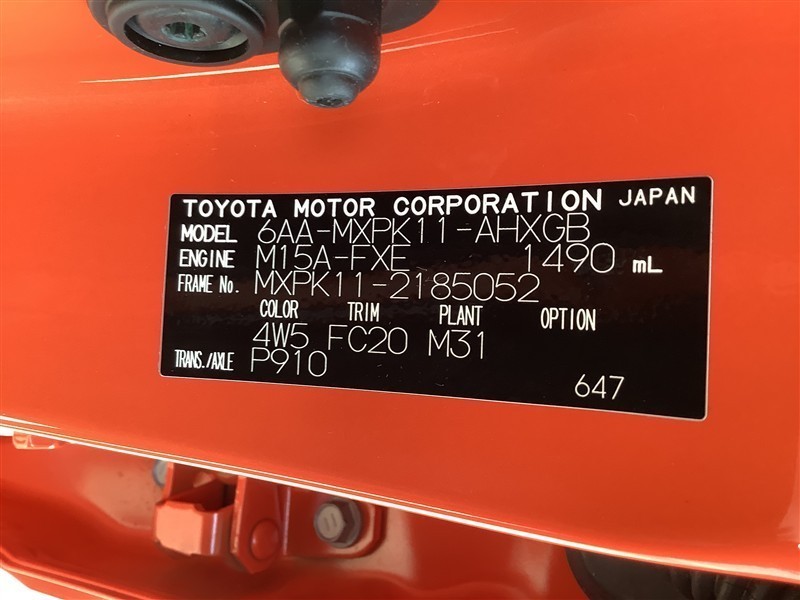 TOYOTA MOTOR CORPORATION JAPAN
MODEL 6AA-MXPK11-AHXGB
ENGINE M15A-FXE 1490 mL
FRAME No. MXPK11-2185052
COLOR TRIM PLANT OPTION
4W5 FC20 M31
TRANS./AXLE P910
647